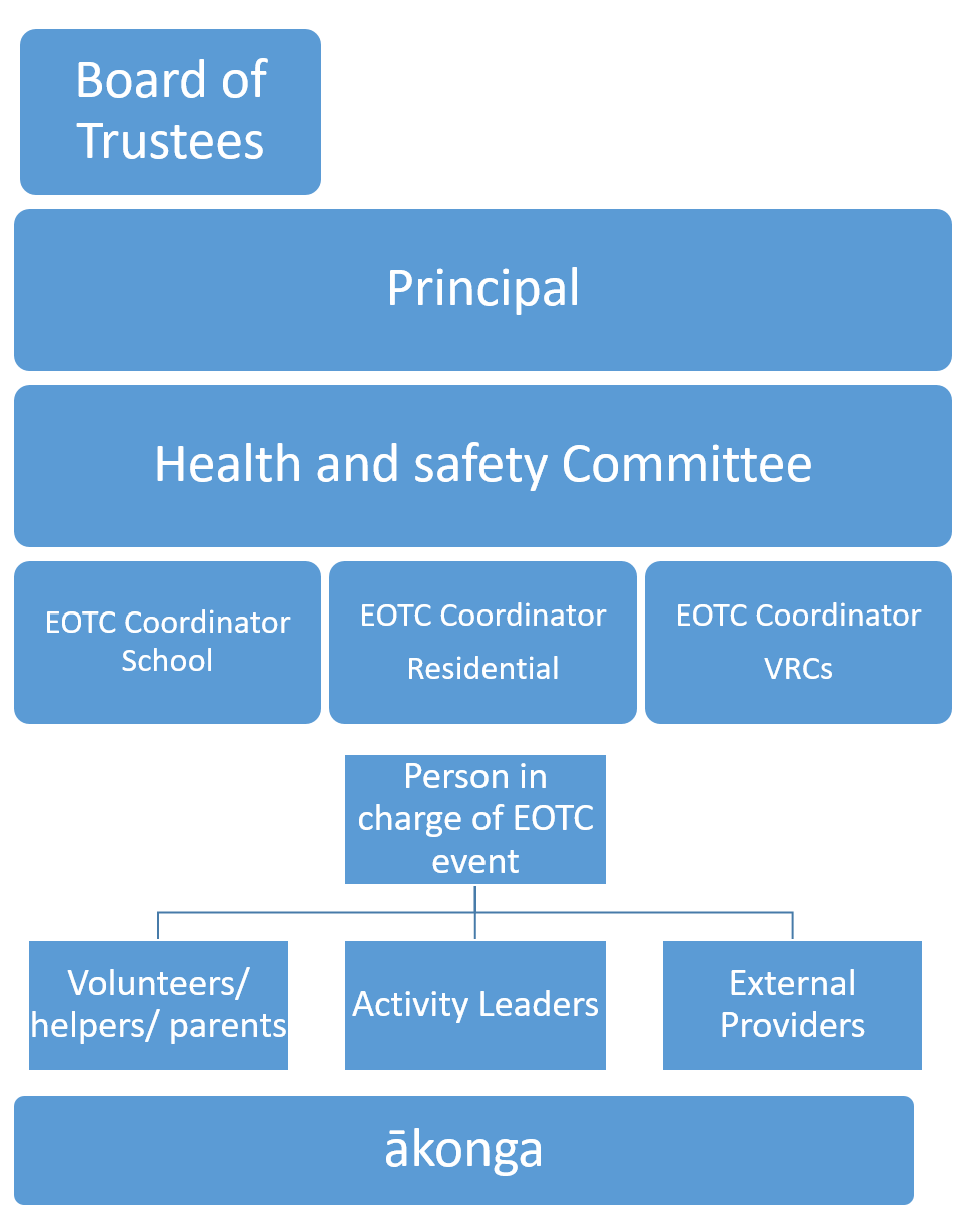 Board of
Trustees
Principal
Health and safety Committee
EOTC Coordinator
School
EOTC Coordinator
Residential
EOTC Coordinator
VRCs
Person in
charge of EOTC
event
Volunteers/
helpers/ parents
Activity Leaders
External
Providers
ākonga